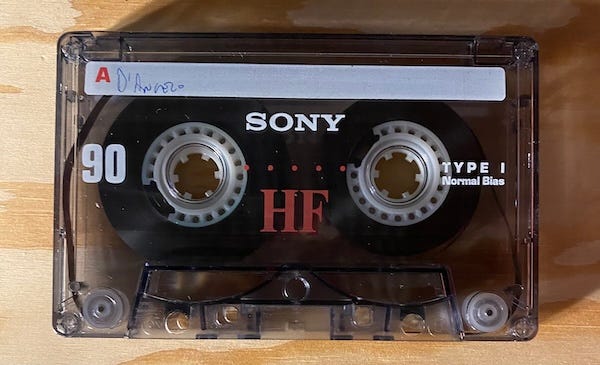 A D'Angelo
SONY
90
TYPE I
Normal Bias
HF